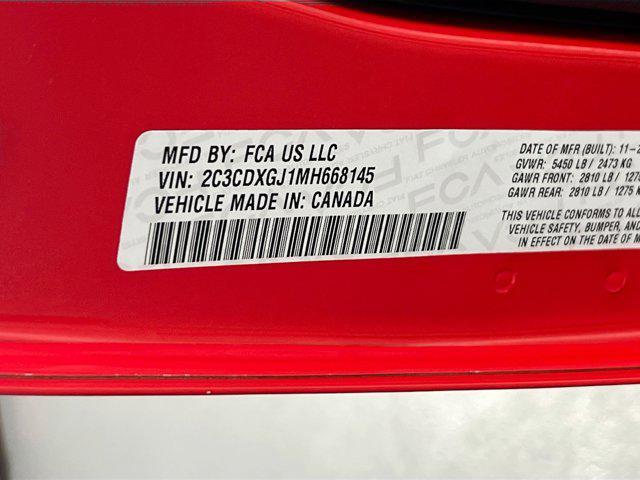 MFD BY: FCA US LLC
VIN: 2C3CDXGJ1MH668145
VEHICLE MADE IN: CANADA
DATE OF MFR (BUILT): 11-2
GVWR: 5450 LB / 2473 KG
GAWR FRONT: 2810 LB / 1275
GAWR REAR: 2810 LB / 1275 K
THIS VEHICLE CONFORMS TO ALL
VEHICLE SAFETY, BUMPER, AND
IN EFFECT ON THE DATE OF M